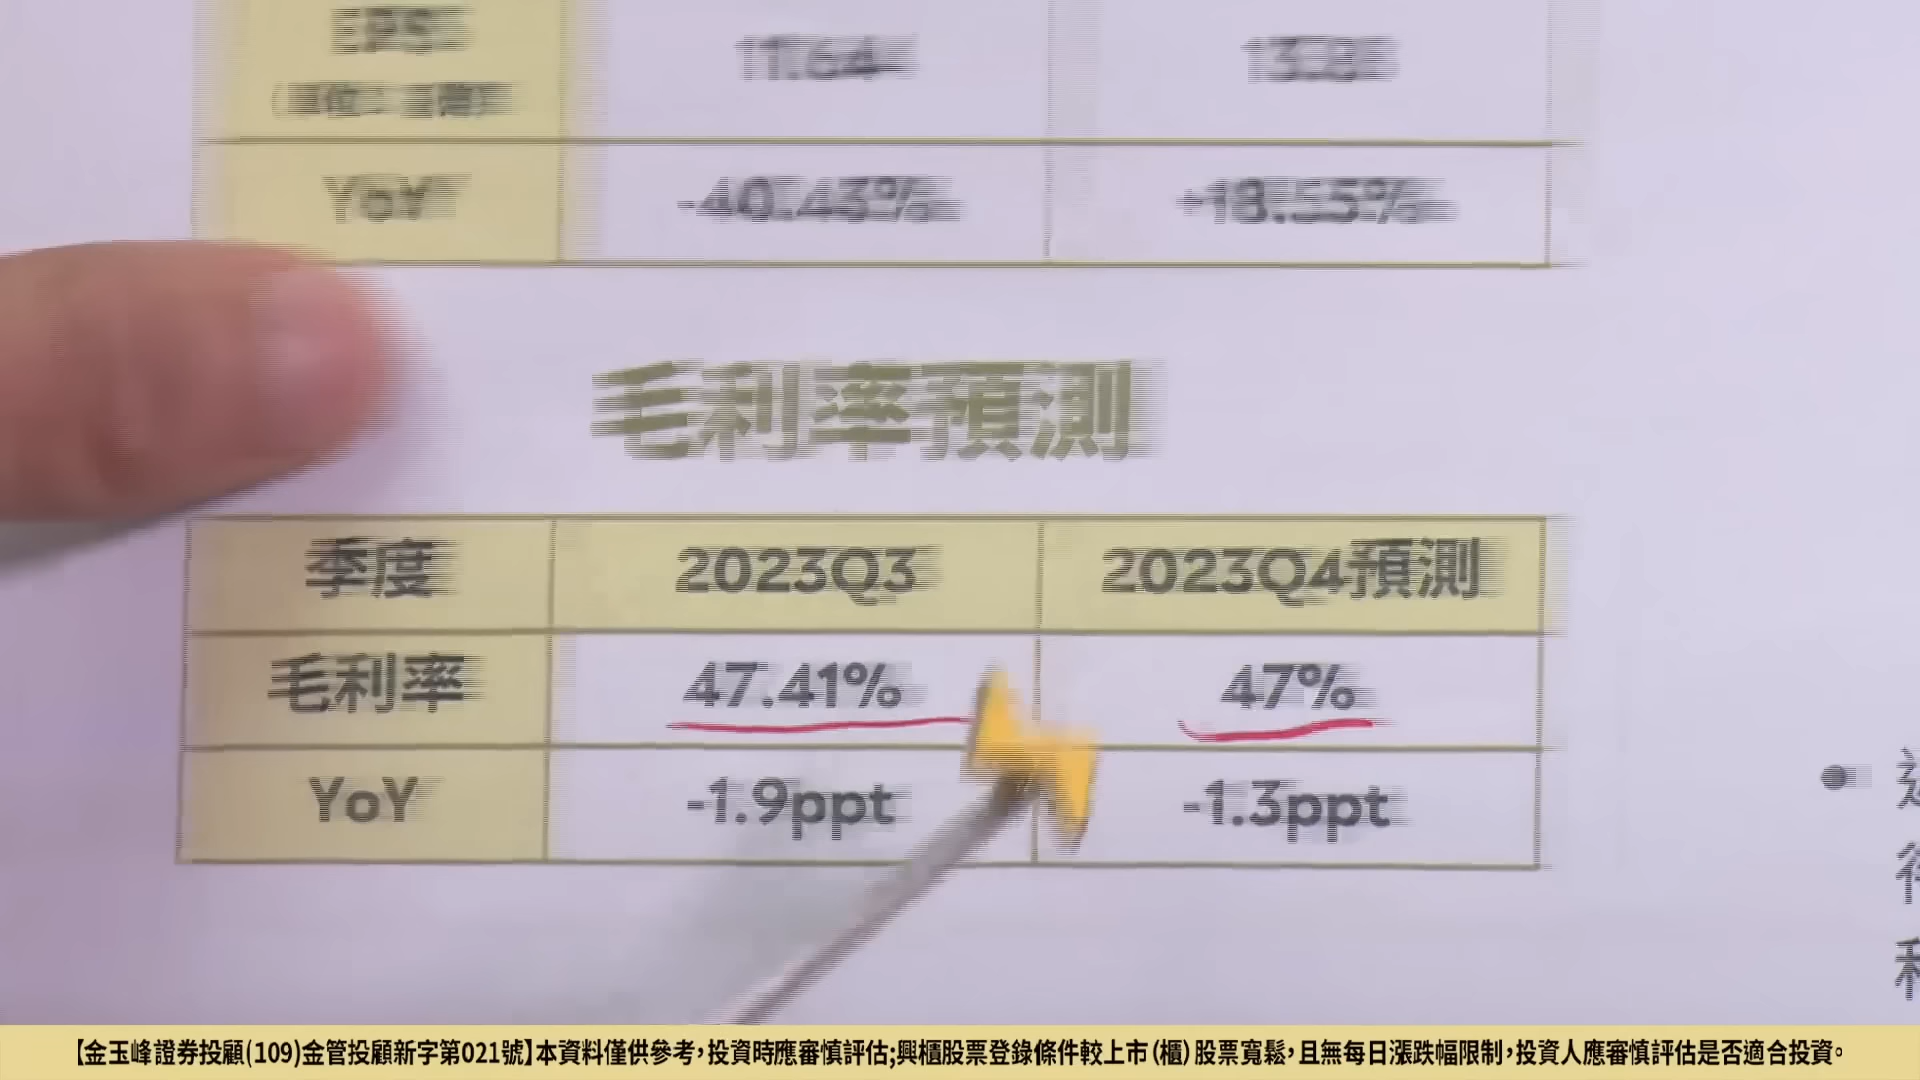 EPS
11.64
YoY -40.43% +18.55%
毛利率預測
季度 2023Q3 2023Q4預測
毛利率 47.41% 47%
YoY -1.9ppt -1.3ppt
【金玉峰證券投顧(109)金管投顧新字第021號】本資料僅供參考，投資時應審慎評估;興櫃股票登錄條件較上市(櫃)股票寬鬆，且無每日漲跌幅限制，投資人應審慎評估是否適合投資。